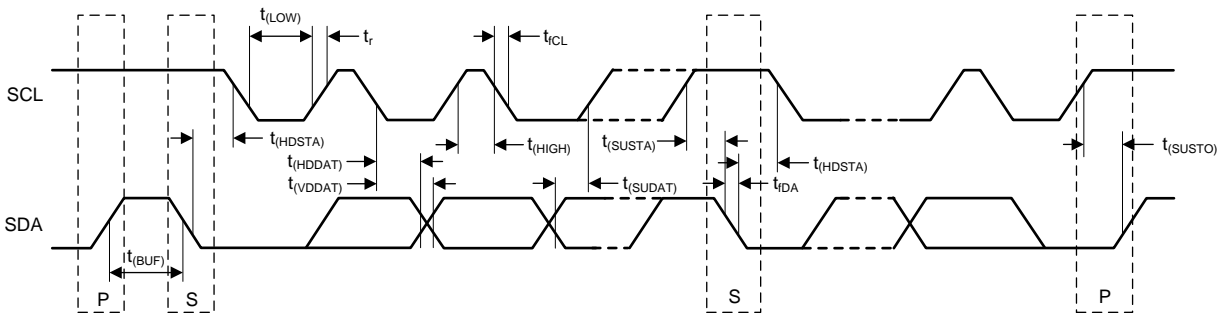 t(LOW)
tr
tfCL
SCL
t(HDSTA)
t(HIGH)
t(SUSTA)
t(HDSTA)
t(SUSTO)
t(HDDAT)
t(VDDAT)
t(SUDAT)
tfDA
SDA
t(BUF)
P
S
S
P